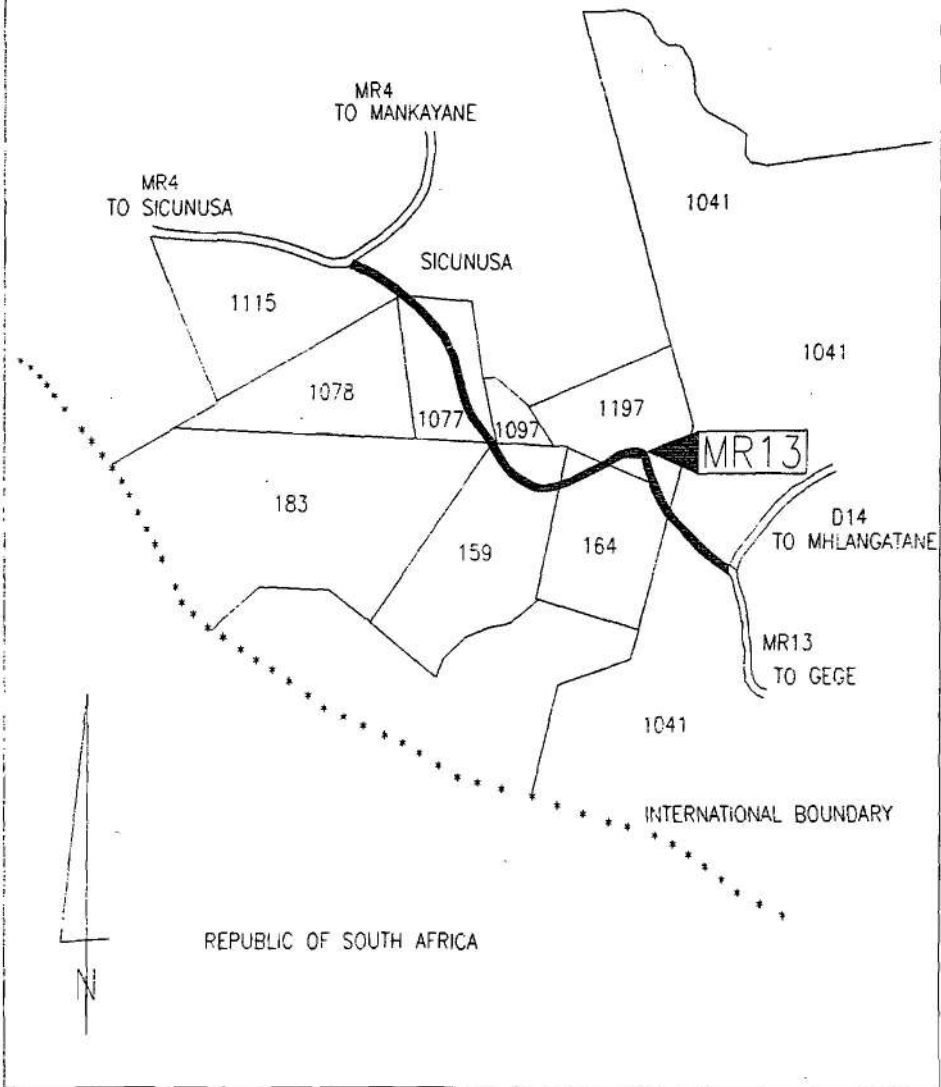 MR4
TO MANKAYANE
MR4
TO SICUNUSA
1041
SICUNUSA
1115
1041
1078
1197
1077
1097
MR13
183
D14
TO MHLANGATANE
159
164
MR13
TO GEGE
1041
INTERNATIONAL BOUNDARY
REPUBLIC OF SOUTH AFRICA
N